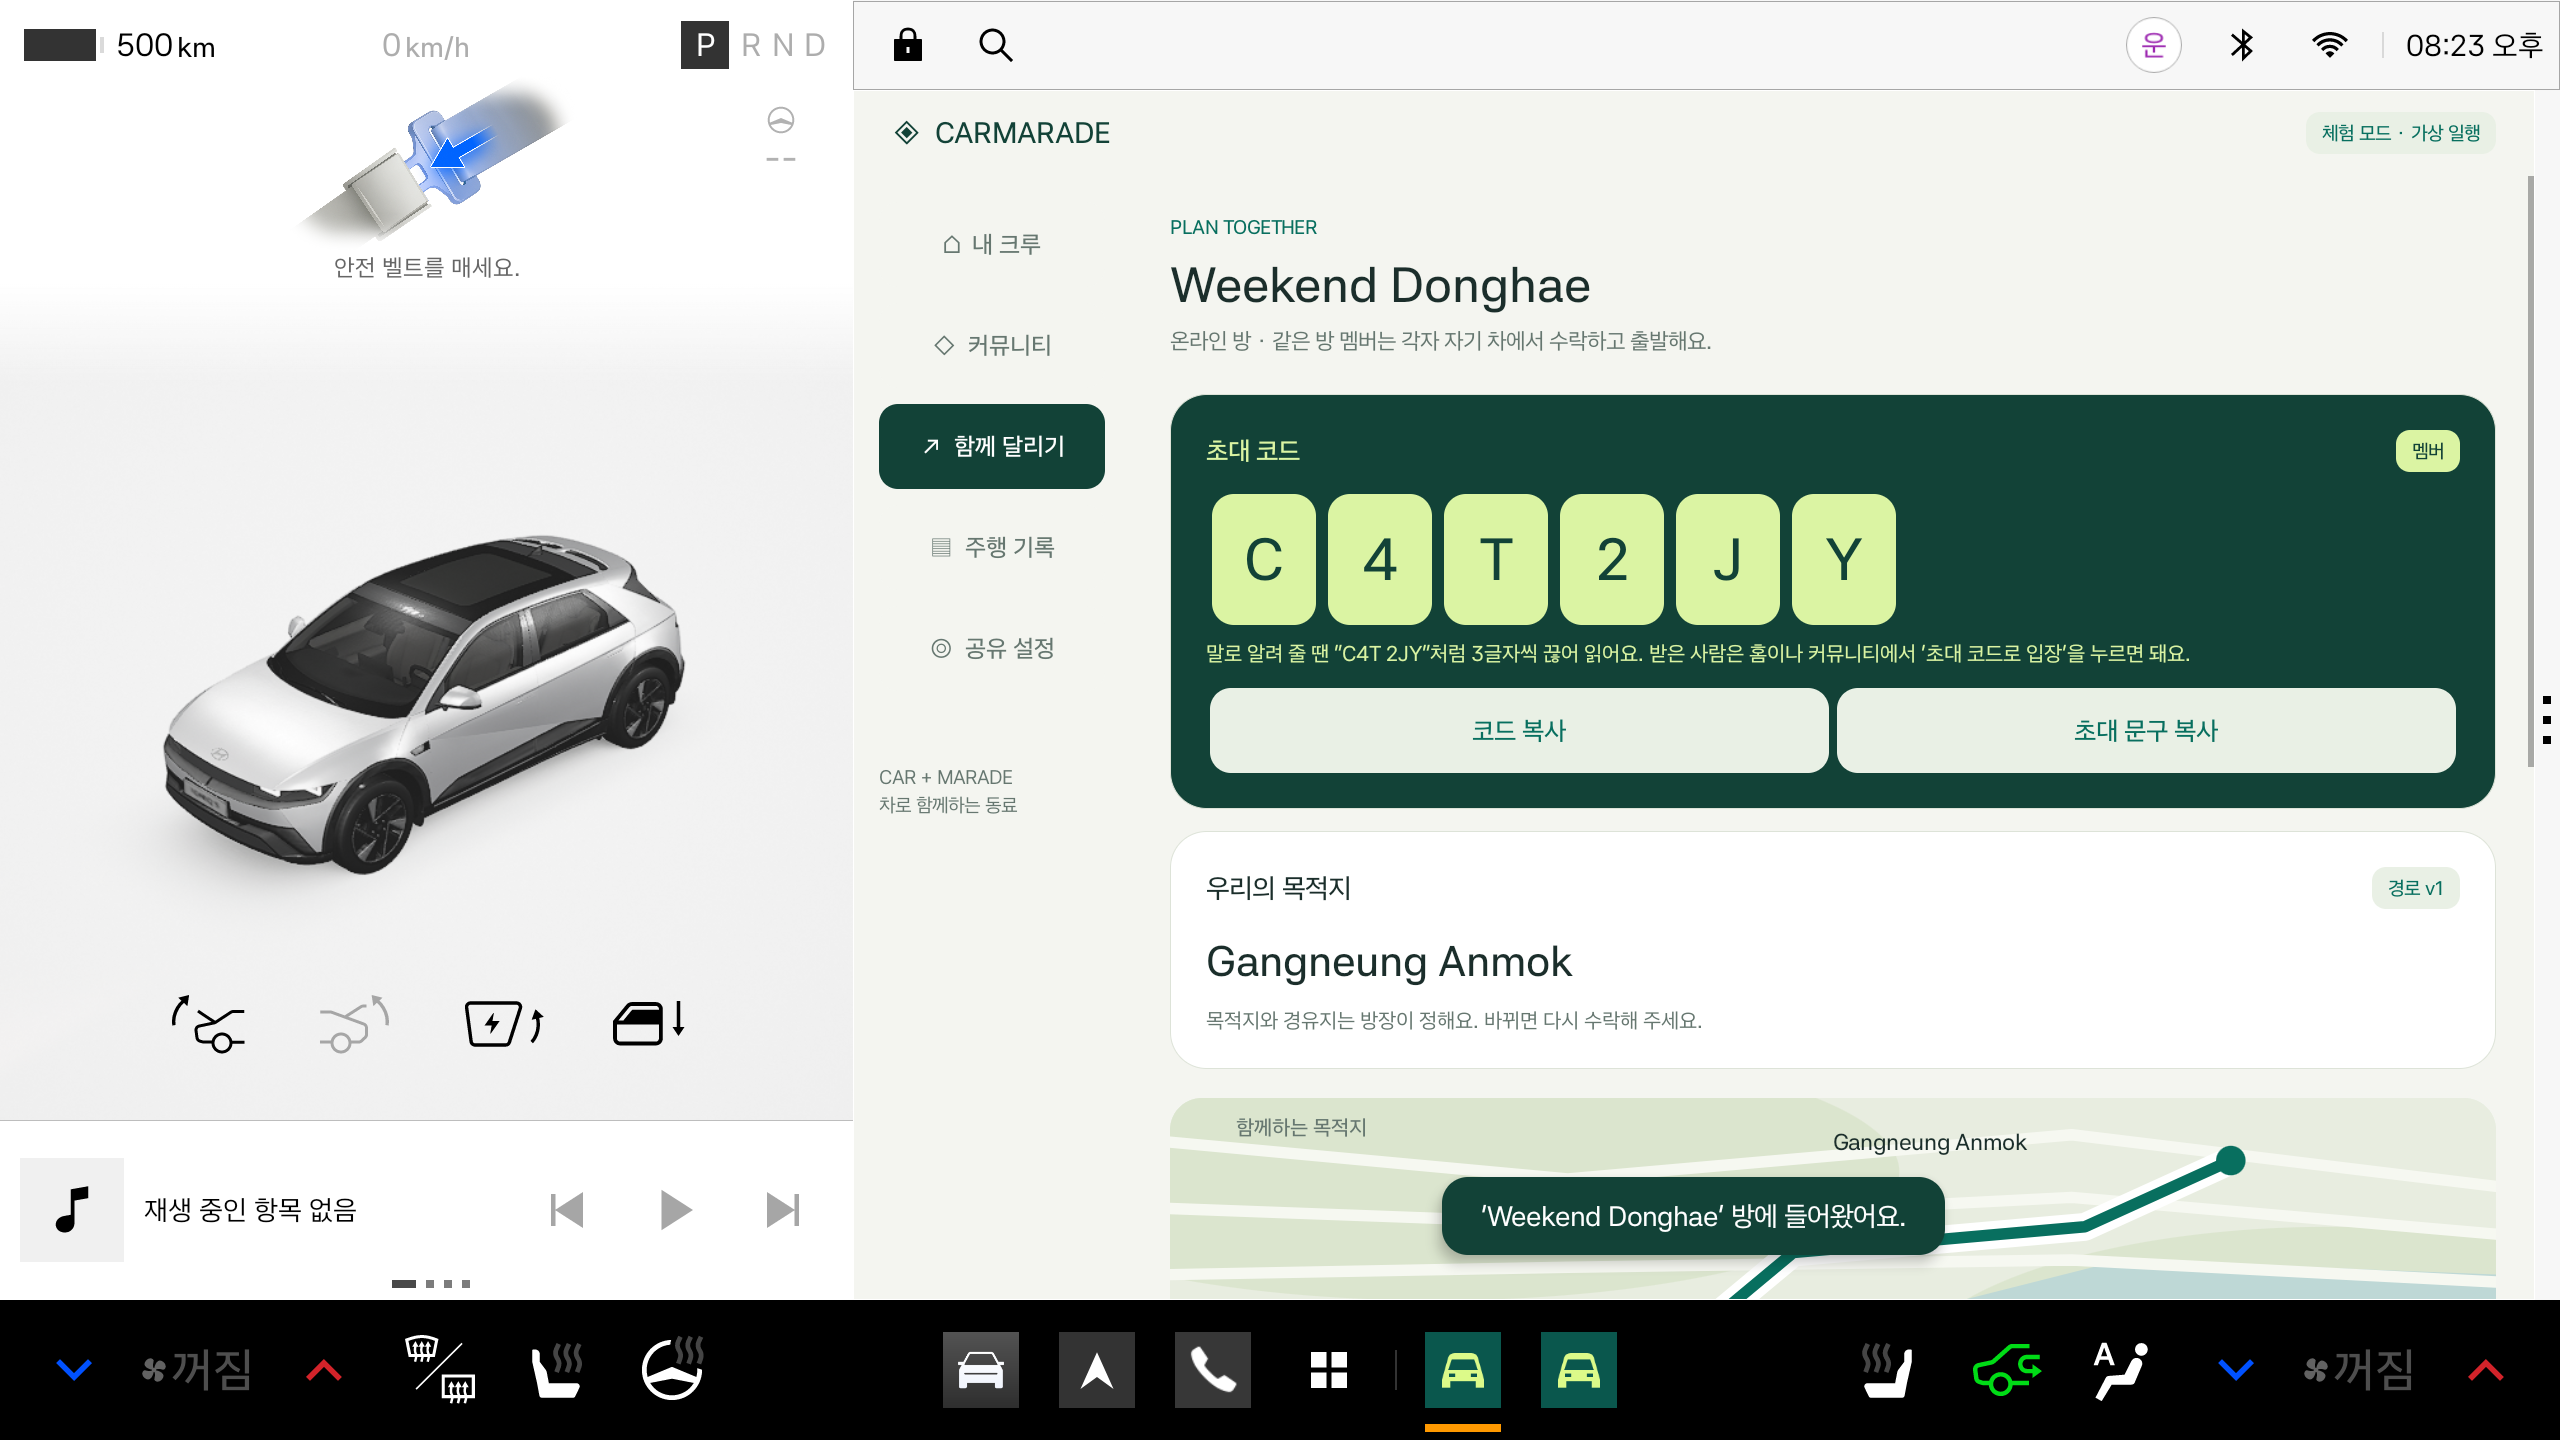 500 km
0 km/h
P R N D
안전 벨트를 매세요.
재생 중인 항목 없음
운
08:23 오후
CARMARADE
체험 모드 · 가상 일행
내 크루
커뮤니티
함께 달리기
주행 기록
공유 설정
CAR + MARADE
차로 함께하는 동료
PLAN TOGETHER
Weekend Donghae
온라인 방 · 같은 방 멤버는 각자 자기 차에서 수락하고 출발해요.
초대 코드
멤버
C 4 T 2 J Y
말로 알려 줄 땐 "C4T 2JY"처럼 3글자씩 끊어 읽어요. 받은 사람은 홈이나 커뮤니티에서 '초대 코드로 입장'을 누르면 돼요.
코드 복사
초대 문구 복사
우리의 목적지
경로 v1
Gangneung Anmok
목적지와 경유지는 방장이 정해요. 바뀌면 다시 수락해 주세요.
함께하는 목적지
Gangneung Anmok
'Weekend Donghae' 방에 들어왔어요.
꺼짐
A
꺼짐